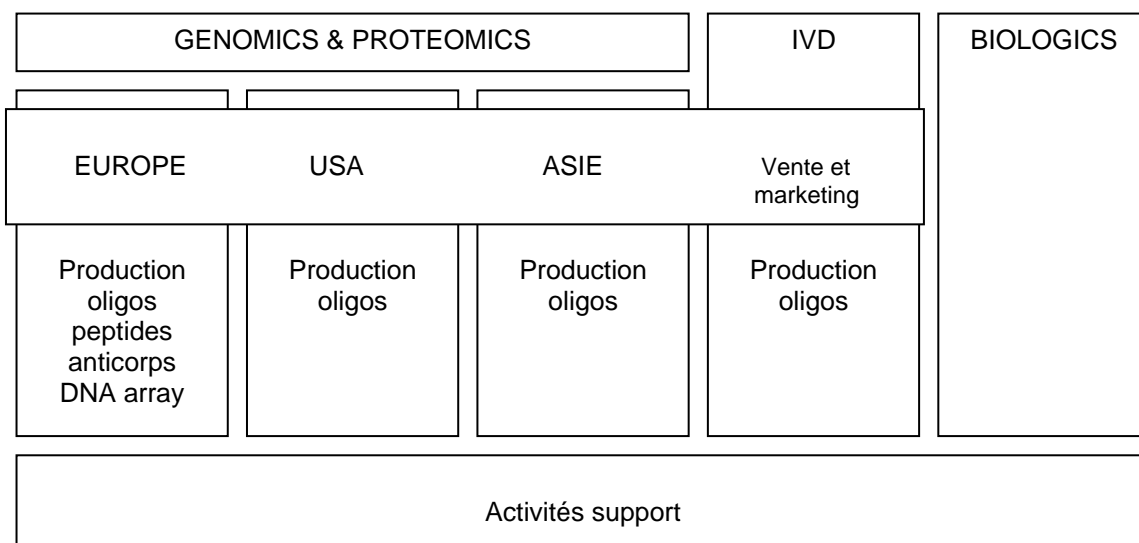 GENOMICS & PROTEOMICS
IVD
BIOLOGICS
EUROPE
USA
ASIE
Vente et
marketing
Production
oligos
peptides
anticorps
DNA array
Production
oligos
Production
oligos
Production
oligos
Activités support